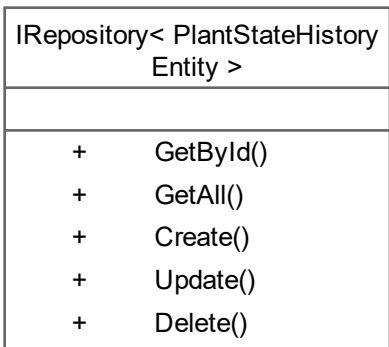 IRepository< PlantStateHistory
Entity >
+ GetById()
+ GetAll()
+ Create()
+ Update()
+ Delete()